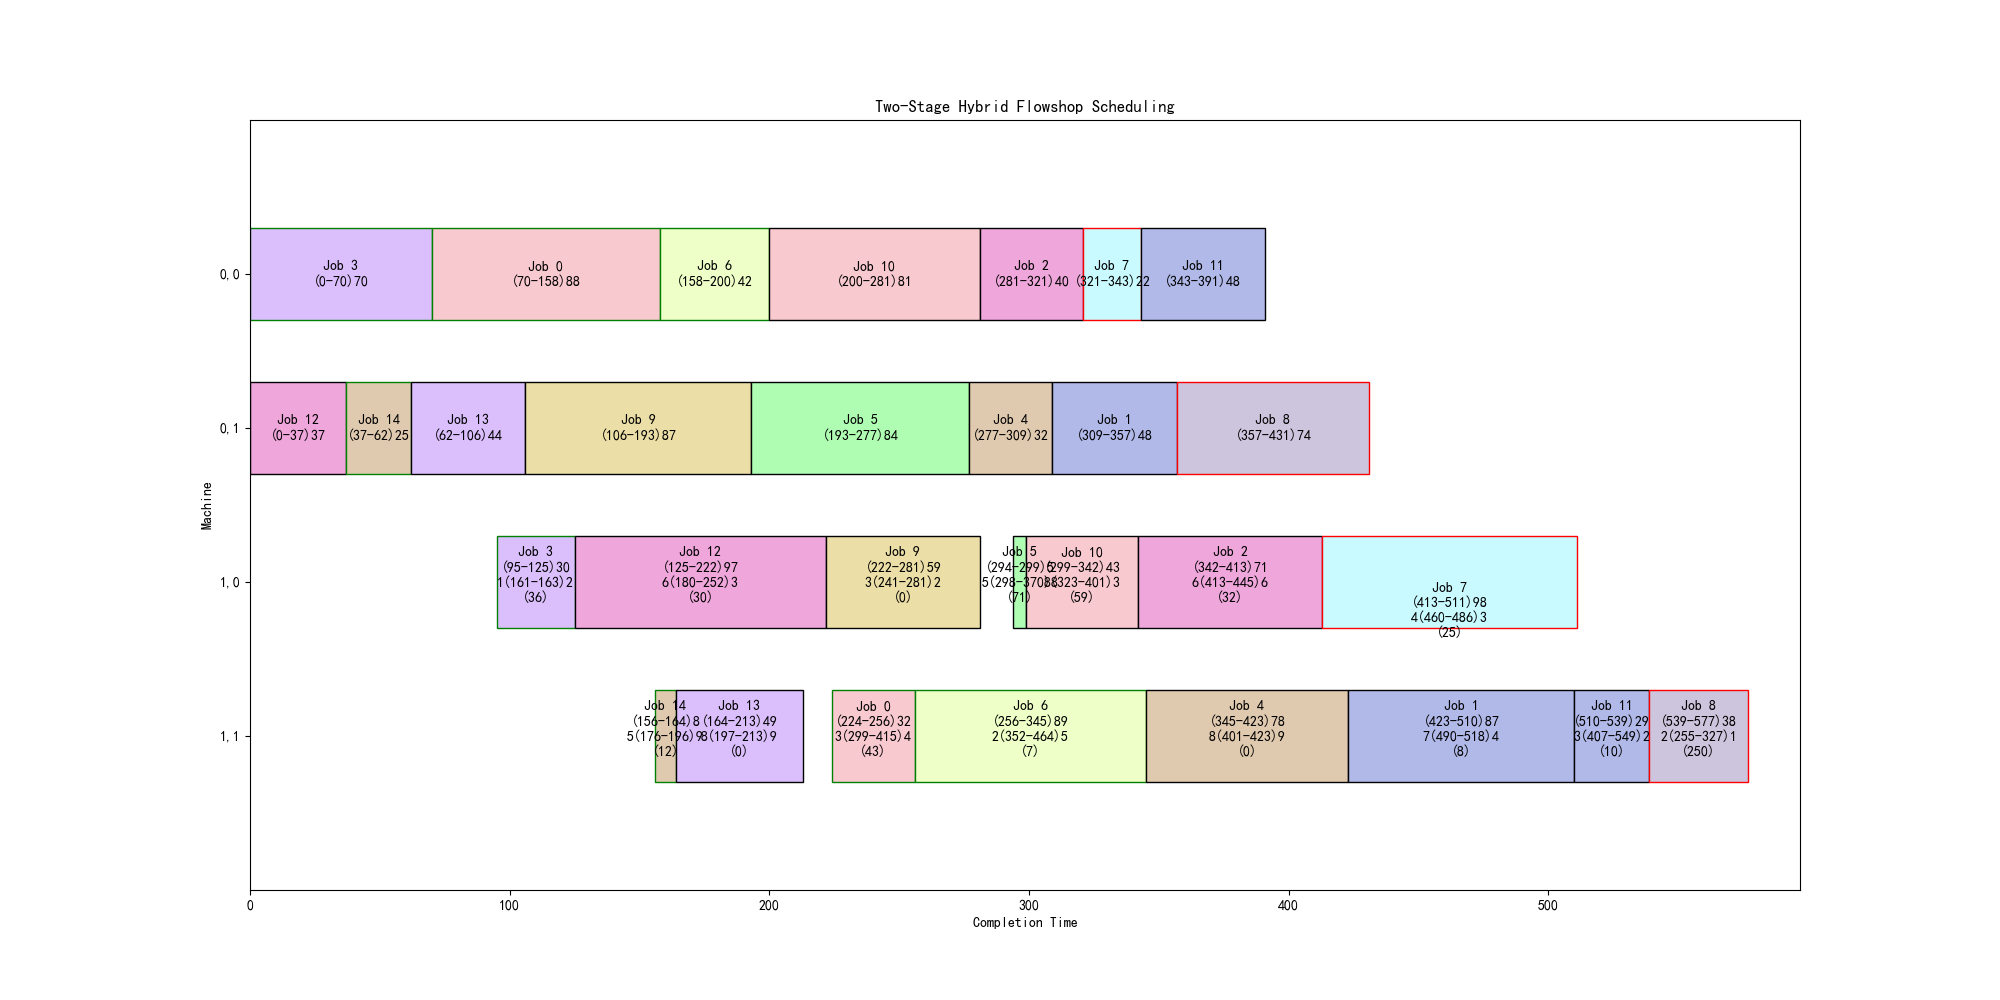 Two-Stage Hybrid Flowshop Scheduling
Machine
0,0
Job 3
(0-70)70
Job 0
(70-158)88
Job 6
(158-200)42
Job 10
(200-281)81
Job 2
(281-321)40
Job 7
(321-343)22
Job 11
(343-391)48
0,1
Job 12
(0-37)37
Job 14
(37-62)25
Job 13
(62-106)44
Job 9
(106-193)87
Job 5
(193-277)84
Job 4
(277-309)32
Job 1
(309-357)48
Job 8
(357-431)74
1,0
Job 3
(95-125)30
1(161-163)2
(36)
Job 12
(125-222)97
6(180-252)3
(30)
Job 9
(222-281)59
3(241-281)2
(0)
Job 5
(294-299)5
(71)
Job 10
(299-342)43
(59)
Job 2
(342-413)71
6(413-445)6
(32)
Job 7
(413-511)98
4(460-486)3
(25)
1,1
Job 14
(156-164)8
5(176-196)9
(12)
Job 13
(164-213)49
8(197-213)9
(0)
Job 0
(224-256)32
3(299-415)4
(43)
Job 6
(256-345)89
2(352-464)5
(7)
Job 4
(345-423)78
8(401-423)9
(0)
Job 1
(423-510)87
7(490-518)4
(8)
Job 11
(510-539)29
3(407-549)2
(10)
Job 8
(539-577)38
2(255-327)1
(250)
0
100
200
300
400
500
Completion Time